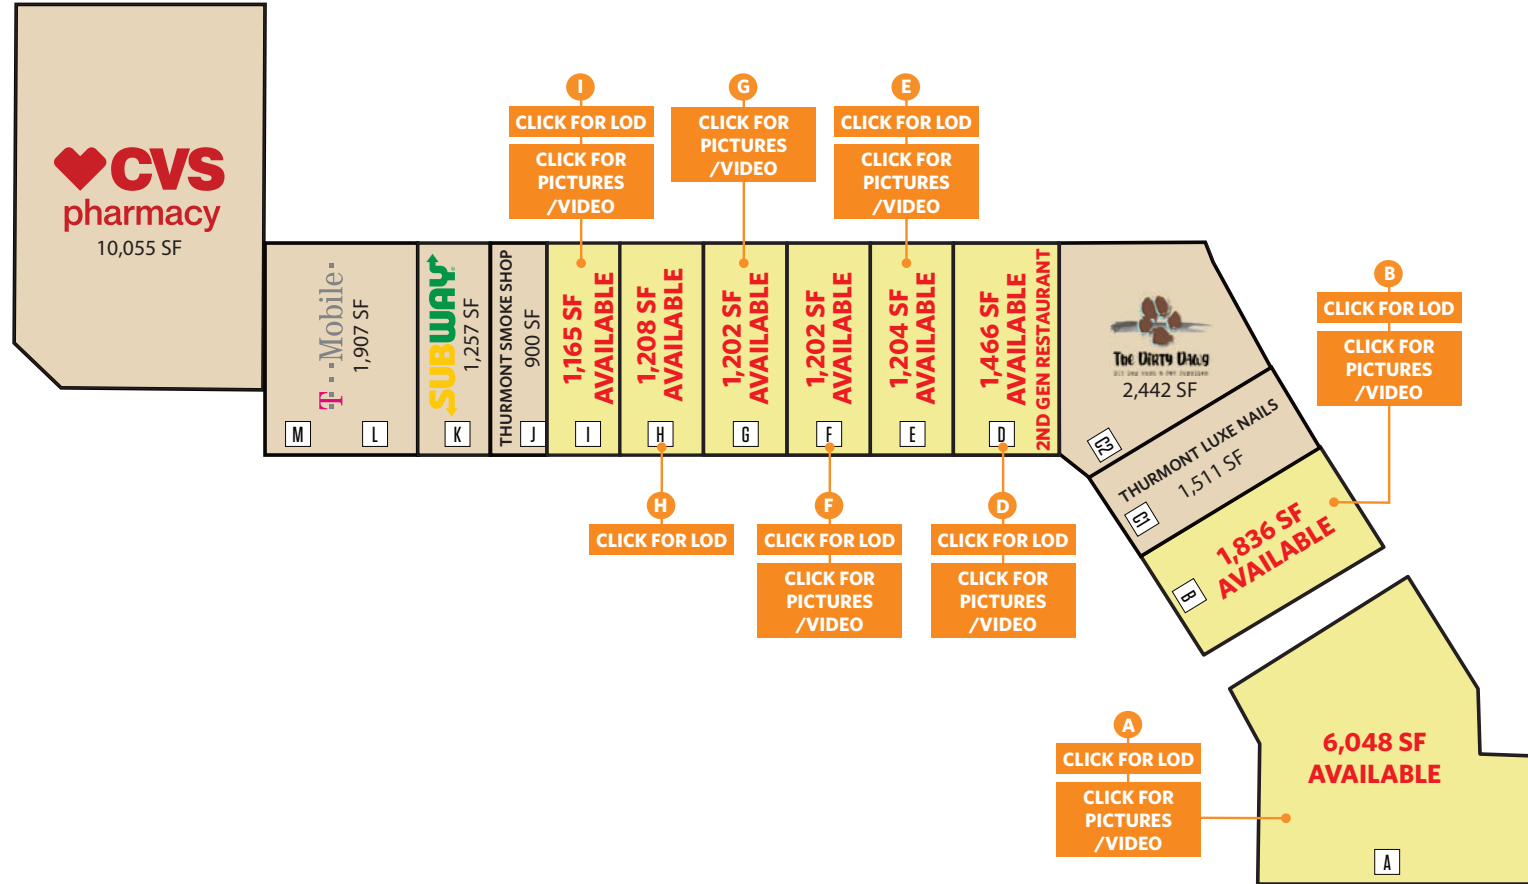 CVS
pharmacy
10,055 SF
I
CLICK FOR LOD
CLICK FOR
PICTURES
/VIDEO
G
CLICK FOR
PICTURES
/VIDEO
E
CLICK FOR LOD
CLICK FOR
PICTURES
/VIDEO
T Mobile
1,907 SF
M
L
SUBWAY
1,257 SF
K
THURMONT SMOKE SHOP
900 SF
J
1,165 SF
AVAILABLE
I
1,208 SF
AVAILABLE
H
1,202 SF
AVAILABLE
G
1,202 SF
AVAILABLE
F
1,204 SF
AVAILABLE
E
1,466 SF
AVAILABLE
2ND GEN RESTAURANT
D
The Dirty Dawg
2,442 SF
C2
THURMONT LUXE NAILS
1,511 SF
C1
B
CLICK FOR LOD
CLICK FOR
PICTURES
/VIDEO
1,836 SF
AVAILABLE
B
H
CLICK FOR LOD
F
CLICK FOR LOD
CLICK FOR
PICTURES
/VIDEO
D
CLICK FOR LOD
CLICK FOR
PICTURES
/VIDEO
A
CLICK FOR LOD
CLICK FOR
PICTURES
/VIDEO
6,048 SF
AVAILABLE
A